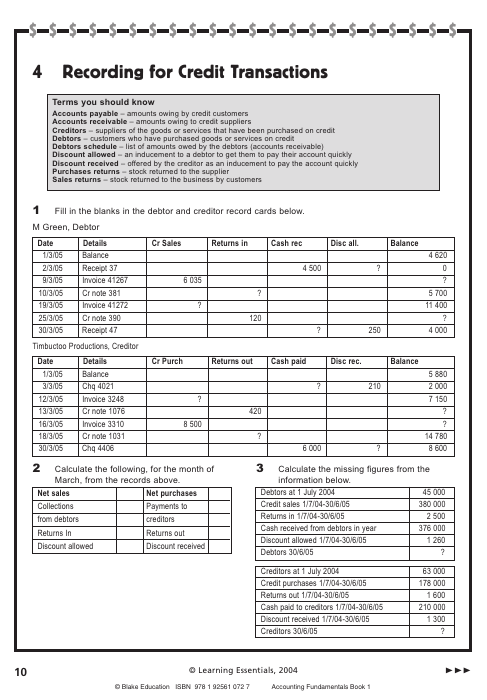 4 Recording for Credit Transactions
Terms you should know
Accounts payable – amounts owing by credit customers
Accounts receivable – amounts owing to credit suppliers
Creditors – suppliers of the goods or services that have been purchased on credit
Debtors – customers who have purchased goods or services on credit
Debtors schedule – list of amounts owed by the debtors (accounts receivable)
Discount allowed – an inducement to a debtor to get them to pay their account quickly
Discount received – offered by the creditor as an inducement to pay the account quickly
Purchases returns – stock returned to the supplier
Sales returns – stock returned to the business by customers
1 Fill in the blanks in the debtor and creditor record cards below.
M Green, Debtor
Date Details Cr Sales Returns in Cash rec Disc all. Balance
1/3/05 Balance 4 620
2/3/05 Receipt 37 4 500 ? 0
9/3/05 Invoice 41267 6 035 ?
10/3/05 Cr note 381 ? 5 700
19/3/05 Invoice 41272 ? 11 400
25/3/05 Cr note 390 120 ?
30/3/05 Receipt 47 ? 250 4 000
Timbuctoo Productions, Creditor
Date Details Cr Purch Returns out Cash paid Disc rec. Balance
1/3/05 Balance 5 880
3/3/05 Chq 4021 ? 210 2 000
12/3/05 Invoice 3248 ? 7 150
13/3/05 Cr note 1076 420 ?
16/3/05 Invoice 3310 8 500 ?
18/3/05 Cr note 1031 ? 14 780
30/3/05 Chq 4406 6 000 ? 8 600
2 Calculate the following, for the month of
March, from the records above.
Net sales Net purchases
Collections Payments to
from debtors creditors
Returns In Returns out
Discount allowed Discount received
3 Calculate the missing figures from the
information below.
Debtors at 1 July 2004 45 000
Credit sales 1/7/04-30/6/05 380 000
Returns in 1/7/04-30/6/05 2 500
Cash received from debtors in year 376 000
Discount allowed 1/7/04-30/6/05 1 260
Debtors 30/6/05 ?
Creditors at 1 July 2004 63 000
Credit purchases 1/7/04-30/6/05 178 000
Returns out 1/7/04-30/6/05 1 600
Cash paid to creditors 1/7/04-30/6/05 210 000
Discount received 1/7/04-30/6/05 1 300
Creditors 30/6/05 ?
10 © Learning Essentials, 2004
© Blake Education ISBN 978 1 92561 072 7 Accounting Fundamentals Book 1